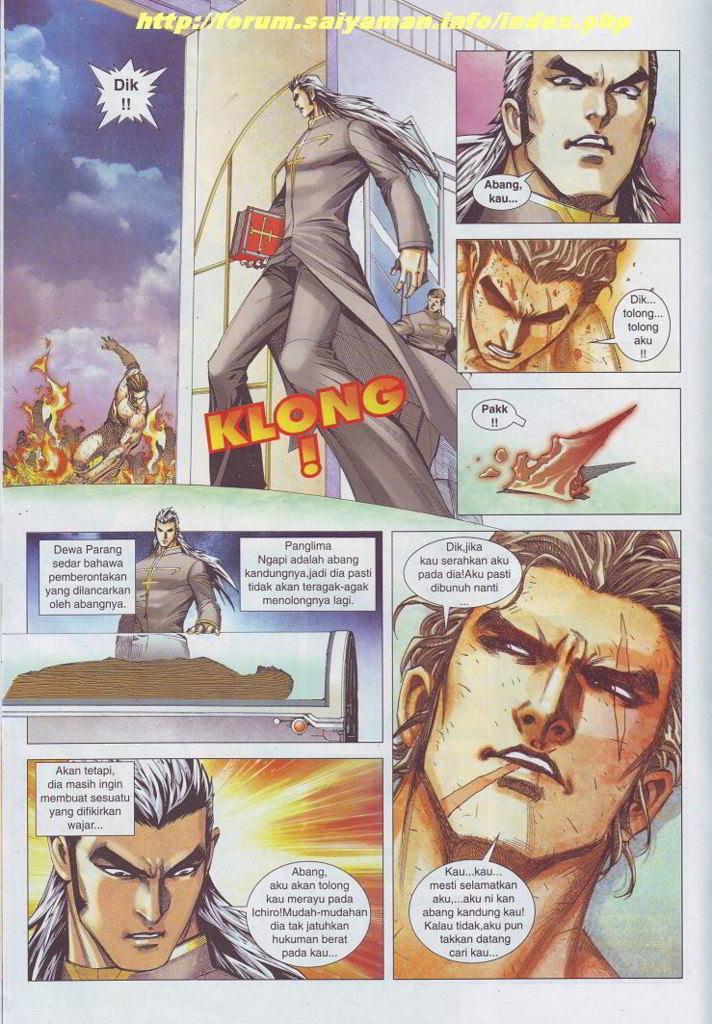 http://forum.saiyaman.info/index.php
Dik
!!
Abang,
kau...
KLONG
!
Dik...
tolong...
tolong
aku
!!
Pakk
!!
Dewa Parang
sedar bahawa
pemberontakan
yang dilancarkan
oleh abangnya.
Panglima
Ngapi adalah abang
kandungnya,jadi dia pasti
tidak akan teragak-agak
menolongnya lagi.
Dik,jika
kau serahkan aku
pada dia!Aku pasti
dibunuh nanti
...
Akan tetapi,
dia masih ingin
membuat sesuatu
yang difikirkan
wajar...
Abang,
aku akan tolong
kau merayu pada
Ichiro!Mudah-mudahan
dia tak jatuhkan
hukuman berat
pada kau...
Kau...kau...
mesti selamatkan
aku,...aku ni kan
abang kandung kau!
Kalau tidak,aku pun
takkan datang
cari kau...